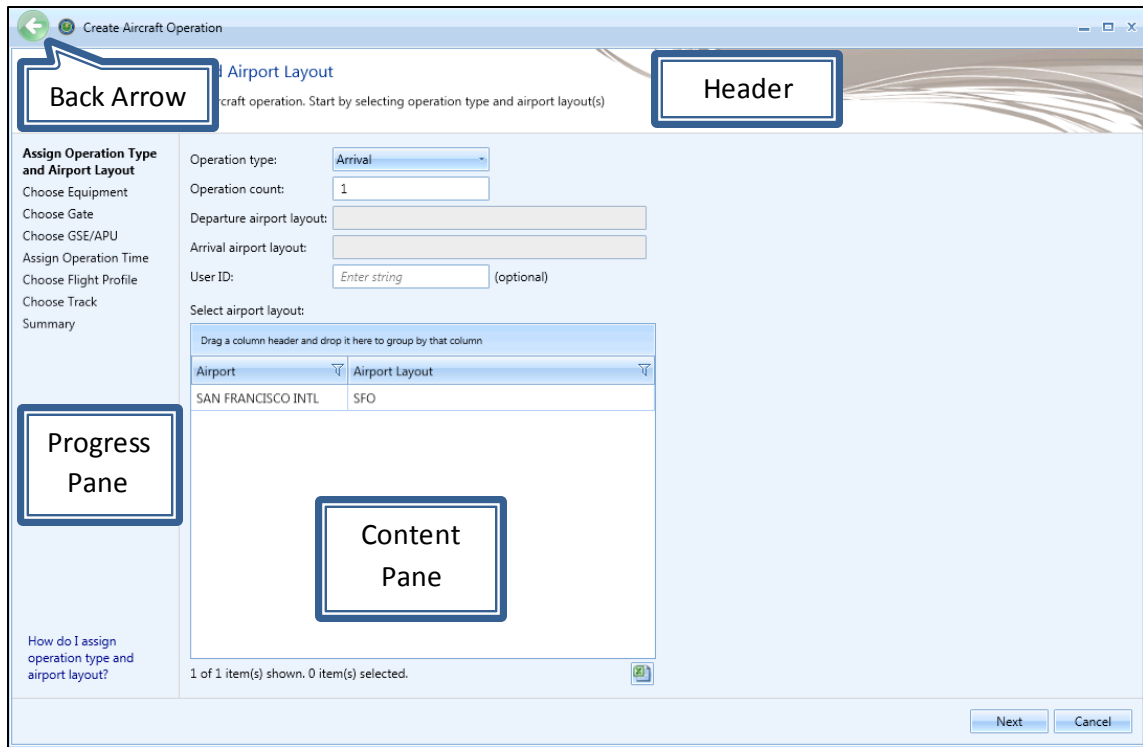 Create Aircraft Operation
Airport Layout
Back Arrow
Header
craft operation. Start by selecting operation type and airport layout(s)
Assign Operation Type
and Airport Layout
Choose Equipment
Choose Gate
Choose GSE/APU
Assign Operation Time
Choose Flight Profile
Choose Track
Summary
Progress
Pane
How do I assign
operation type and
airport layout?
Operation type: Arrival
Operation count: 1
Departure airport layout:
Arrival airport layout:
User ID: Enter string (optional)
Select airport layout:
Drag a column header and drop it here to group by that column
Airport Airport Layout
SAN FRANCISCO INTL SFO
Content
Pane
1 of 1 item(s) shown. 0 item(s) selected.
Next Cancel